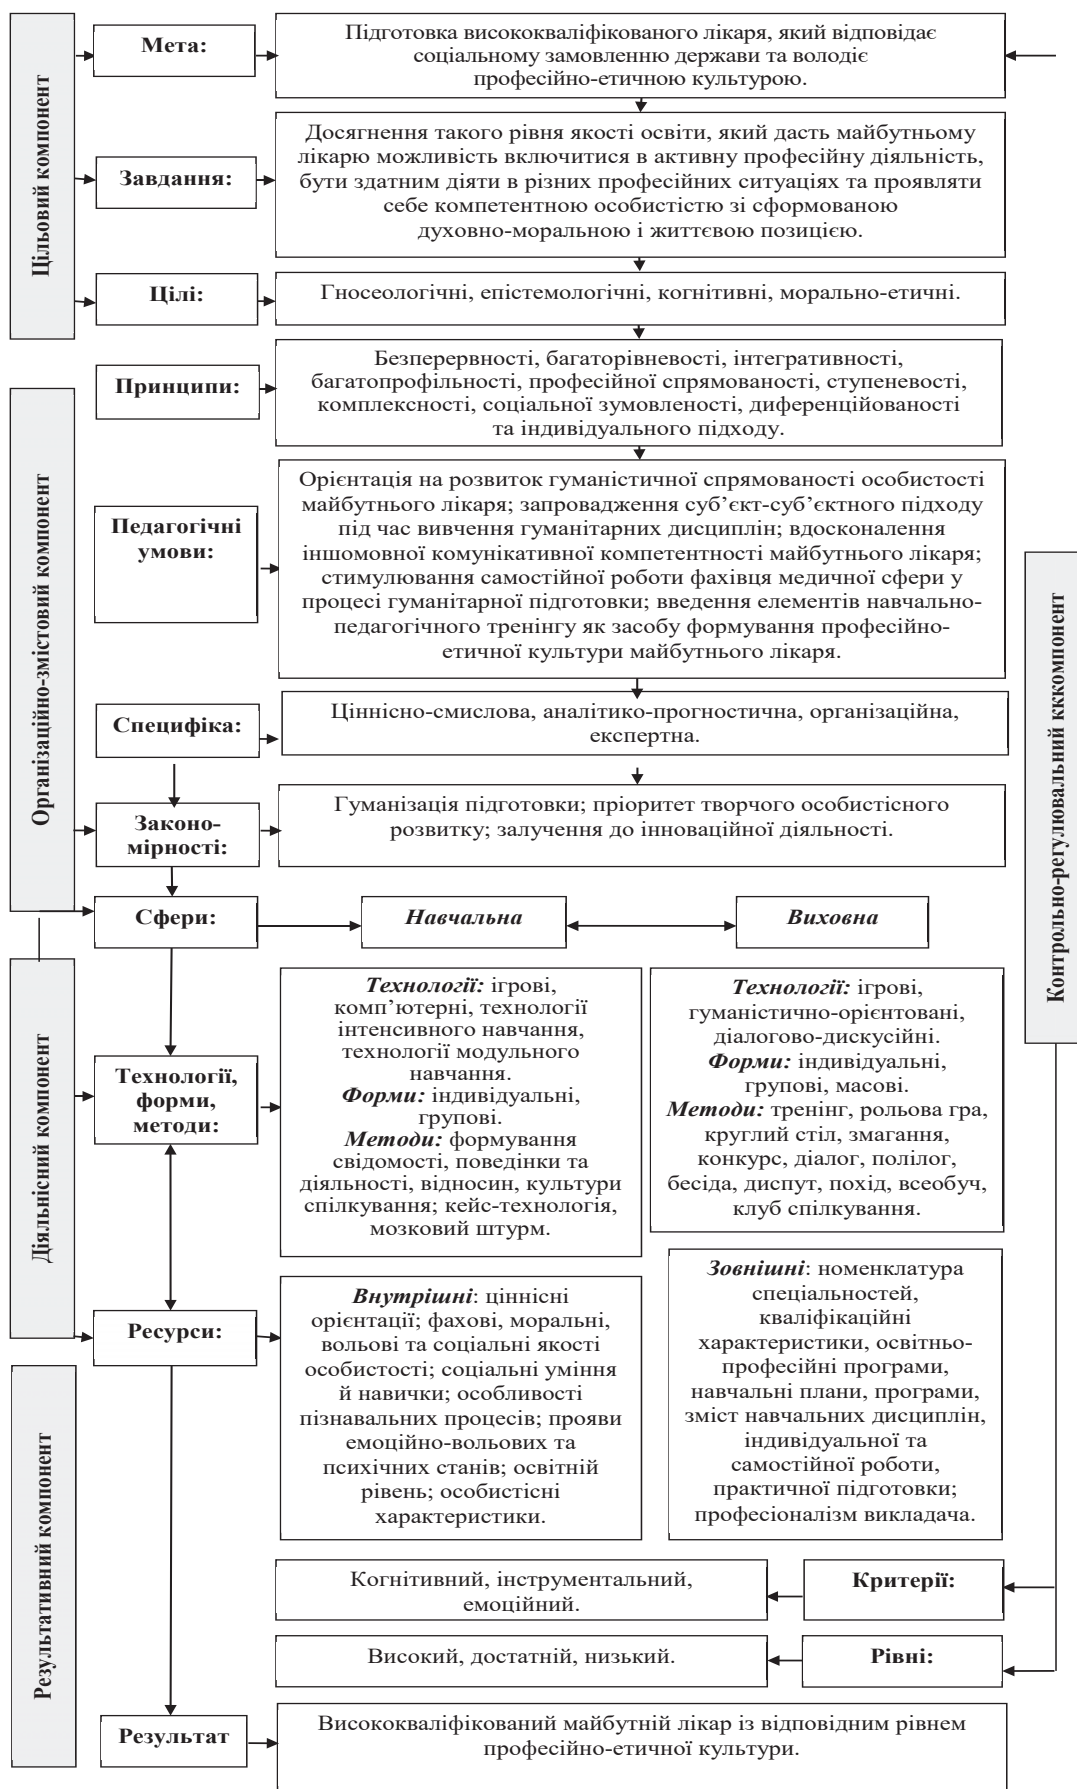 Цільовий компонент
Мета:
Підготовка висококваліфікованого лікаря, який відповідає
соціальному замовленню держави та володіє
професійно-етичною культурою.
Завдання:
Досягнення такого рівня якості освіти, який дасть майбутньому
лікарю можливість включитися в активну професійну діяльність,
бути здатним діяти в різних професійних ситуаціях та проявляти
себе компетентною особистістю зі сформованою
духовно-моральною і життєвою позицією.
Цілі:
Гносеологічні, епістемологічні, когнітивні, морально-етичні.
Організаційно-змістовий компонент
Принципи:
Безперервності, багаторівневості, інтегративності,
багатопрофільності, професійної спрямованості, ступеневості,
комплексності, соціальної зумовленості, диференційованості
та індивідуального підходу.
Педагогічні
умови:
Орієнтація на розвиток гуманістичної спрямованості особистості
майбутнього лікаря; запровадження суб’єкт-суб’єктного підходу
під час вивчення гуманітарних дисциплін; вдосконалення
іншомовної комунікативної компетентності майбутнього лікаря;
стимулювання самостійної роботи фахівця медичної сфери у
процесі гуманітарної підготовки; введення елементів навчально-
педагогічного тренінгу як засобу формування професійно-
етичної культури майбутнього лікаря.
Специфіка:
Ціннісно-смислова, аналітико-прогностична, організаційна,
експертна.
Законо-
мірності:
Гуманізація підготовки; пріоритет творчого особистісного
розвитку; залучення до інноваційної діяльності.
Контрольно-регулювальний кккомпонент
Сфери:
Навчальна
Виховна
Діяльнісний компонент
Технології,
форми,
методи:
Технології: ігрові,
комп’ютерні, технології
інтенсивного навчання,
технології модульного
навчання.
Форми: індивідуальні,
групові.
Методи: формування
свідомості, поведінки та
діяльності, відносин, культури
спілкування; кейс-технологія,
мозковий штурм.
Технології: ігрові,
гуманістично-орієнтовані,
діалогово-дискусійні.
Форми: індивідуальні,
групові, масові.
Методи: тренінг, рольова гра,
круглий стіл, змагання,
конкурс, діалог, полілог,
бесіда, диспут, похід, всеобуч,
клуб спілкування.
Ресурси:
Внутрішні: ціннісні
орієнтації; фахові, моральні,
вольові та соціальні якості
особистості; соціальні уміння
й навички; особливості
пізнавальних процесів; прояви
емоційно-вольових та
психічних станів; освітній
рівень; особистісні
характеристики.
Зовнішні: номенклатура
спеціальностей,
кваліфікаційні
характеристики, освітньо-
професійні програми,
навчальні плани, програми,
зміст навчальних дисциплін,
індивідуальної та
самостійної роботи,
практичної підготовки;
професіоналізм викладача.
Результативний компонент
Когнітивний, інструментальний,
емоційний.
Критерії:
Високий, достатній, низький.
Рівні:
Результат
Висококваліфікований майбутній лікар із відповідним рівнем
професійно-етичної культури.